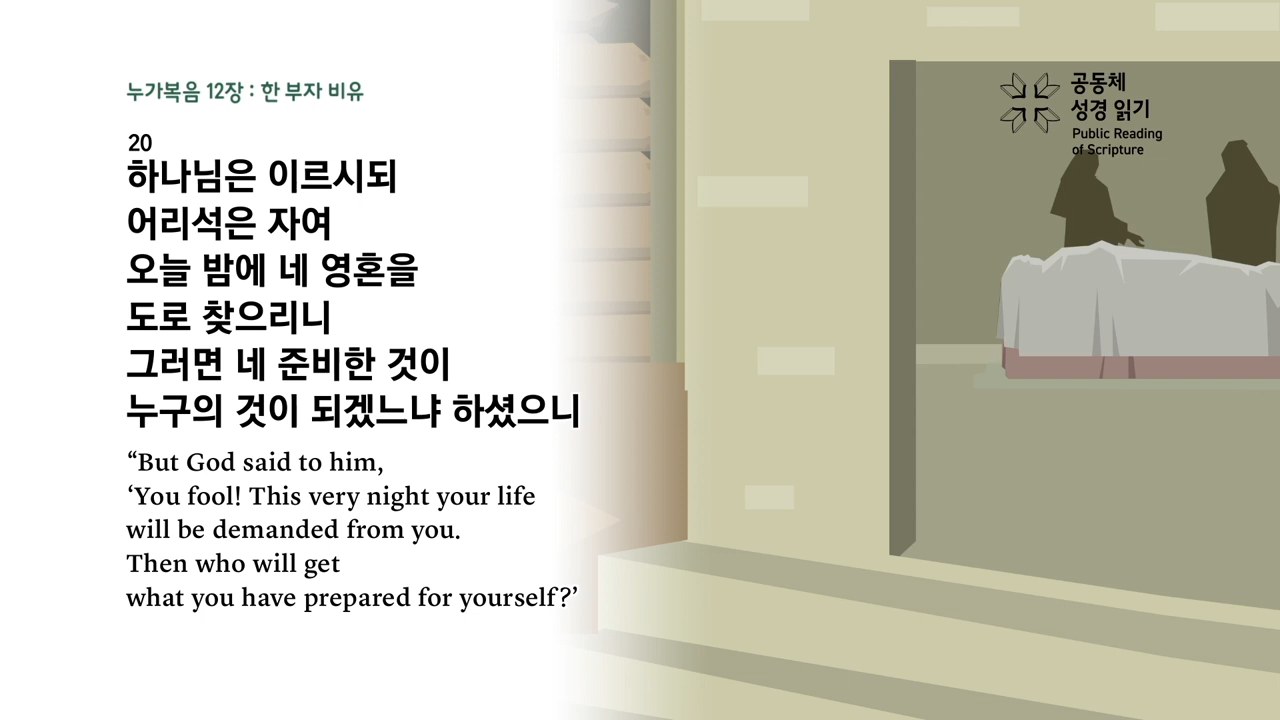 누가복음 12장 : 한 부자 비유
20
하나님은 이르시되
어리석은 자여
오늘 밤에 네 영혼을
도로 찾으리니
그러면 네 준비한 것이
누구의 것이 되겠느냐 하셨으니
“But God said to him,
‘You fool! This very night your life
will be demanded from you.
Then who will get
what you have prepared for yourself?’
공동체
성경 읽기
Public Reading
of Scripture